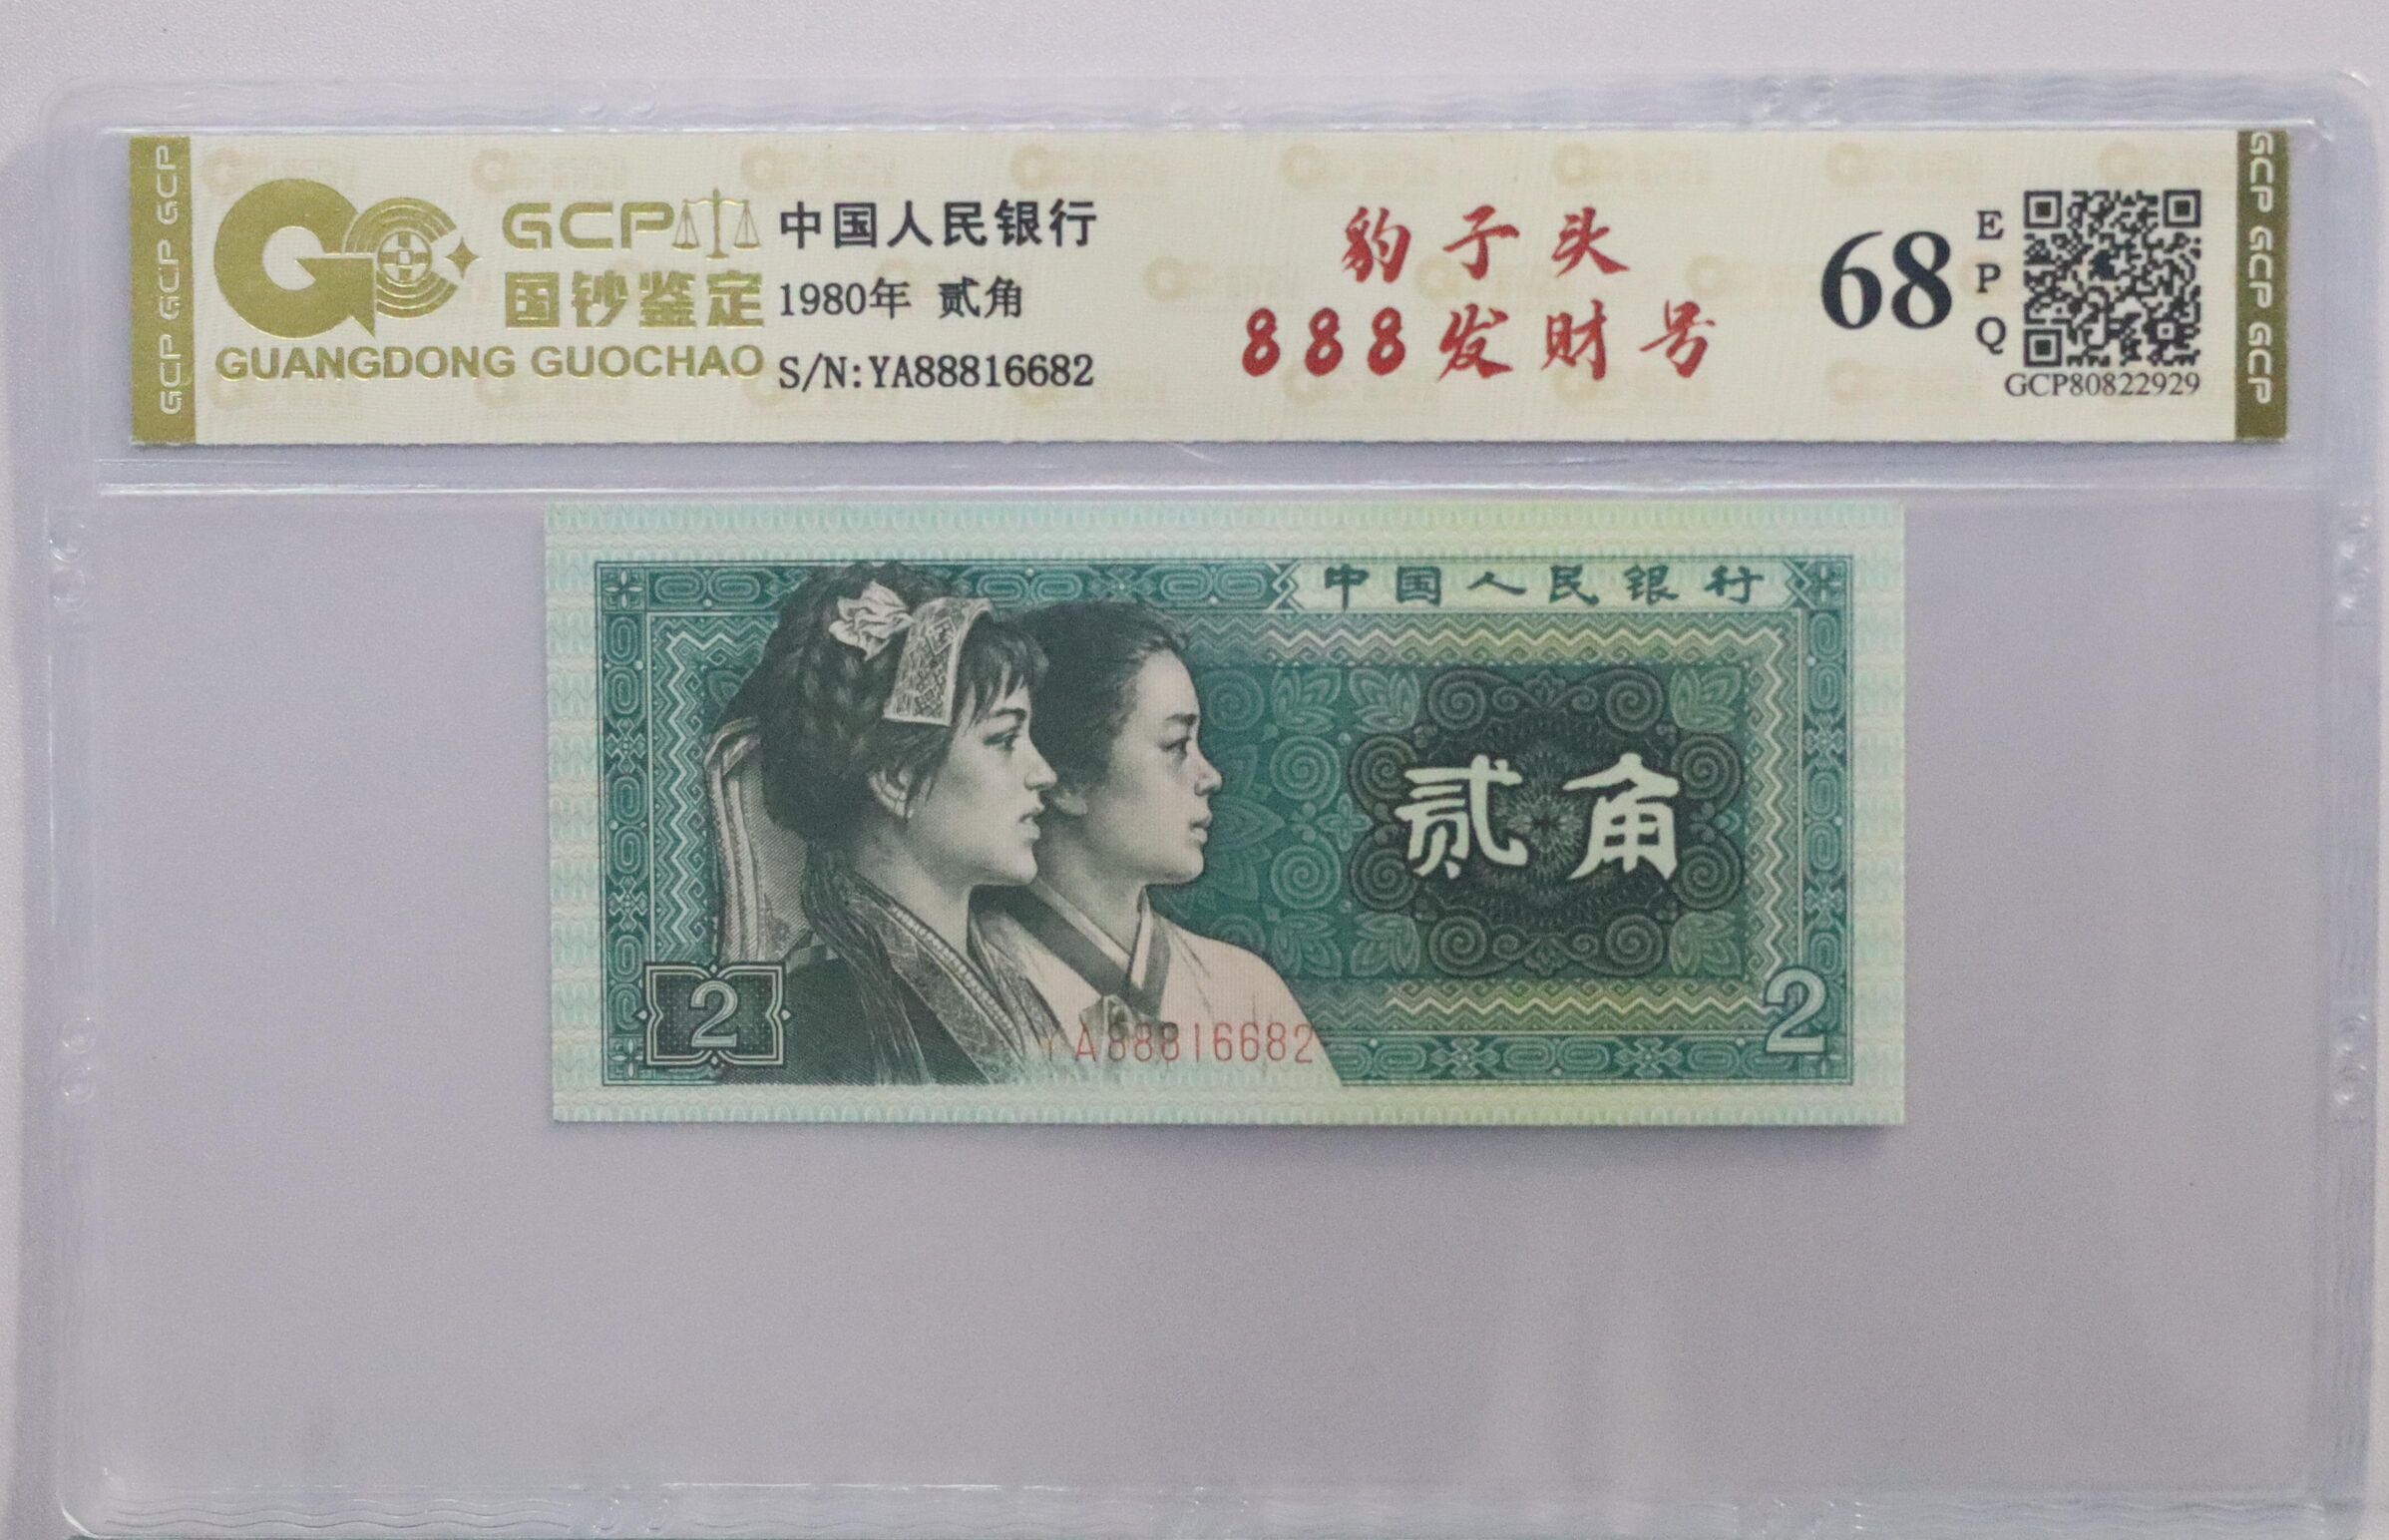 GCP GCP GCP
GCP
国钞鉴定
GUANGDONG GUOCHAO
中国人民银行
1980年 贰角
S/N:YA88816682
豹子头
888发财号
68
E
P
Q
GCP80822929
GCP GCP GCP
中国人民银行
贰角
2
YA88816682
2